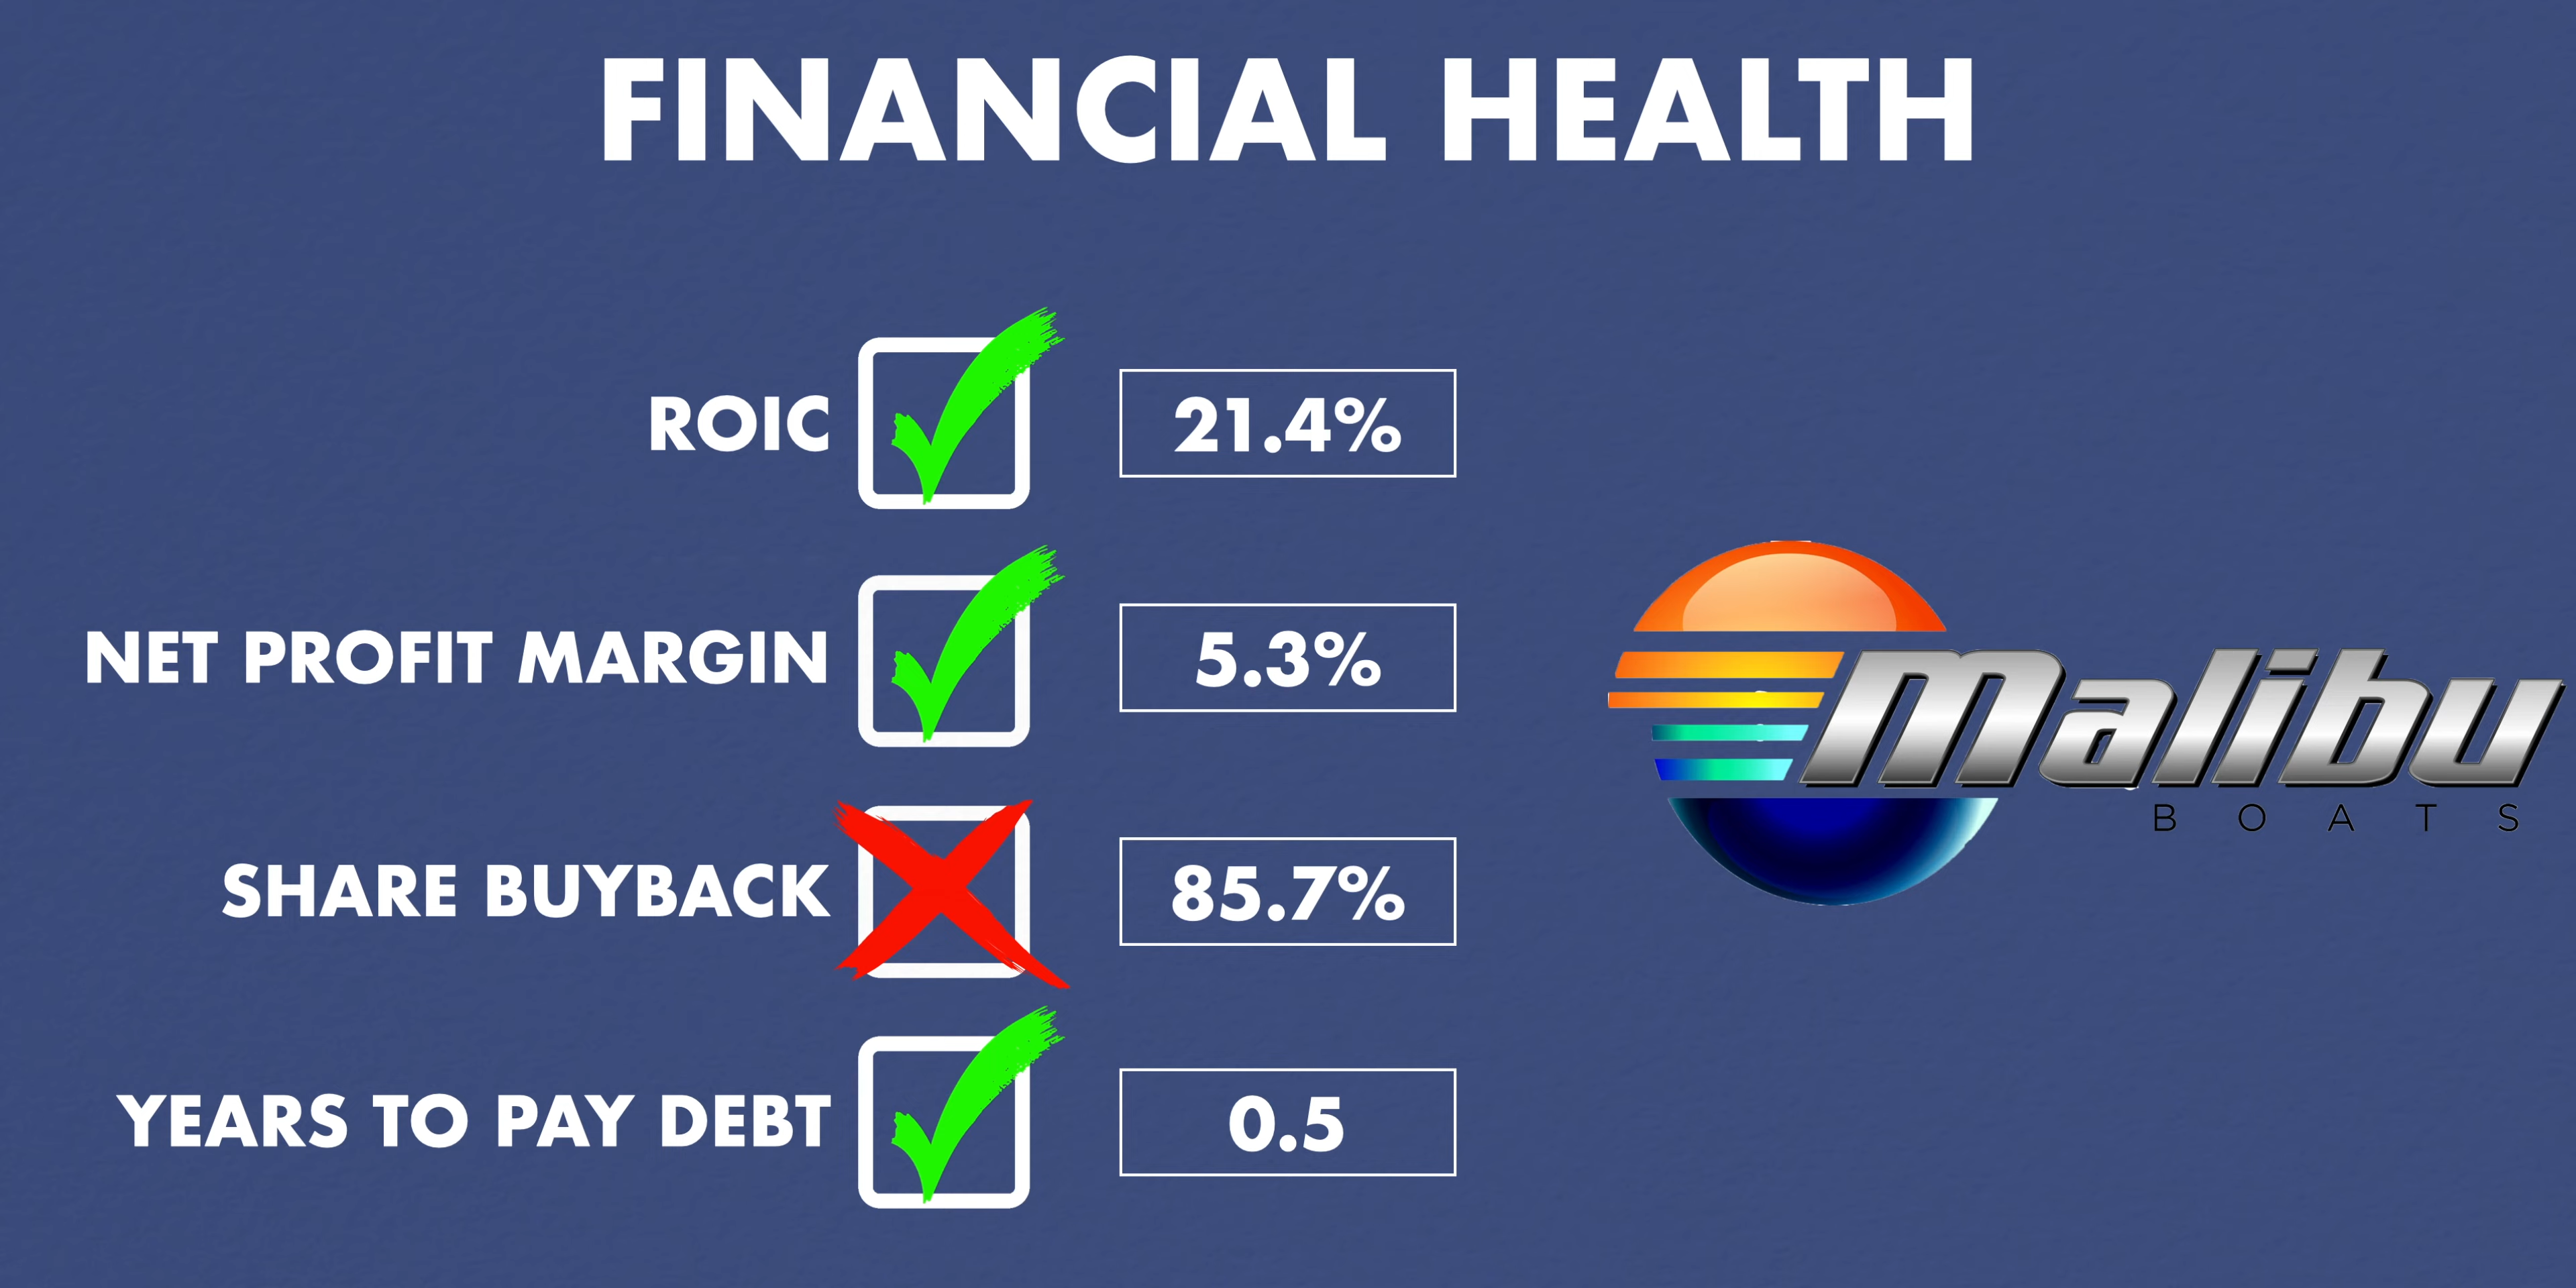 FINANCIAL HEALTH
ROIC 21.4%
NET PROFIT MARGIN 5.3%
SHARE BUYBACK 85.7%
YEARS TO PAY DEBT 0.5
Malibu
BOATS